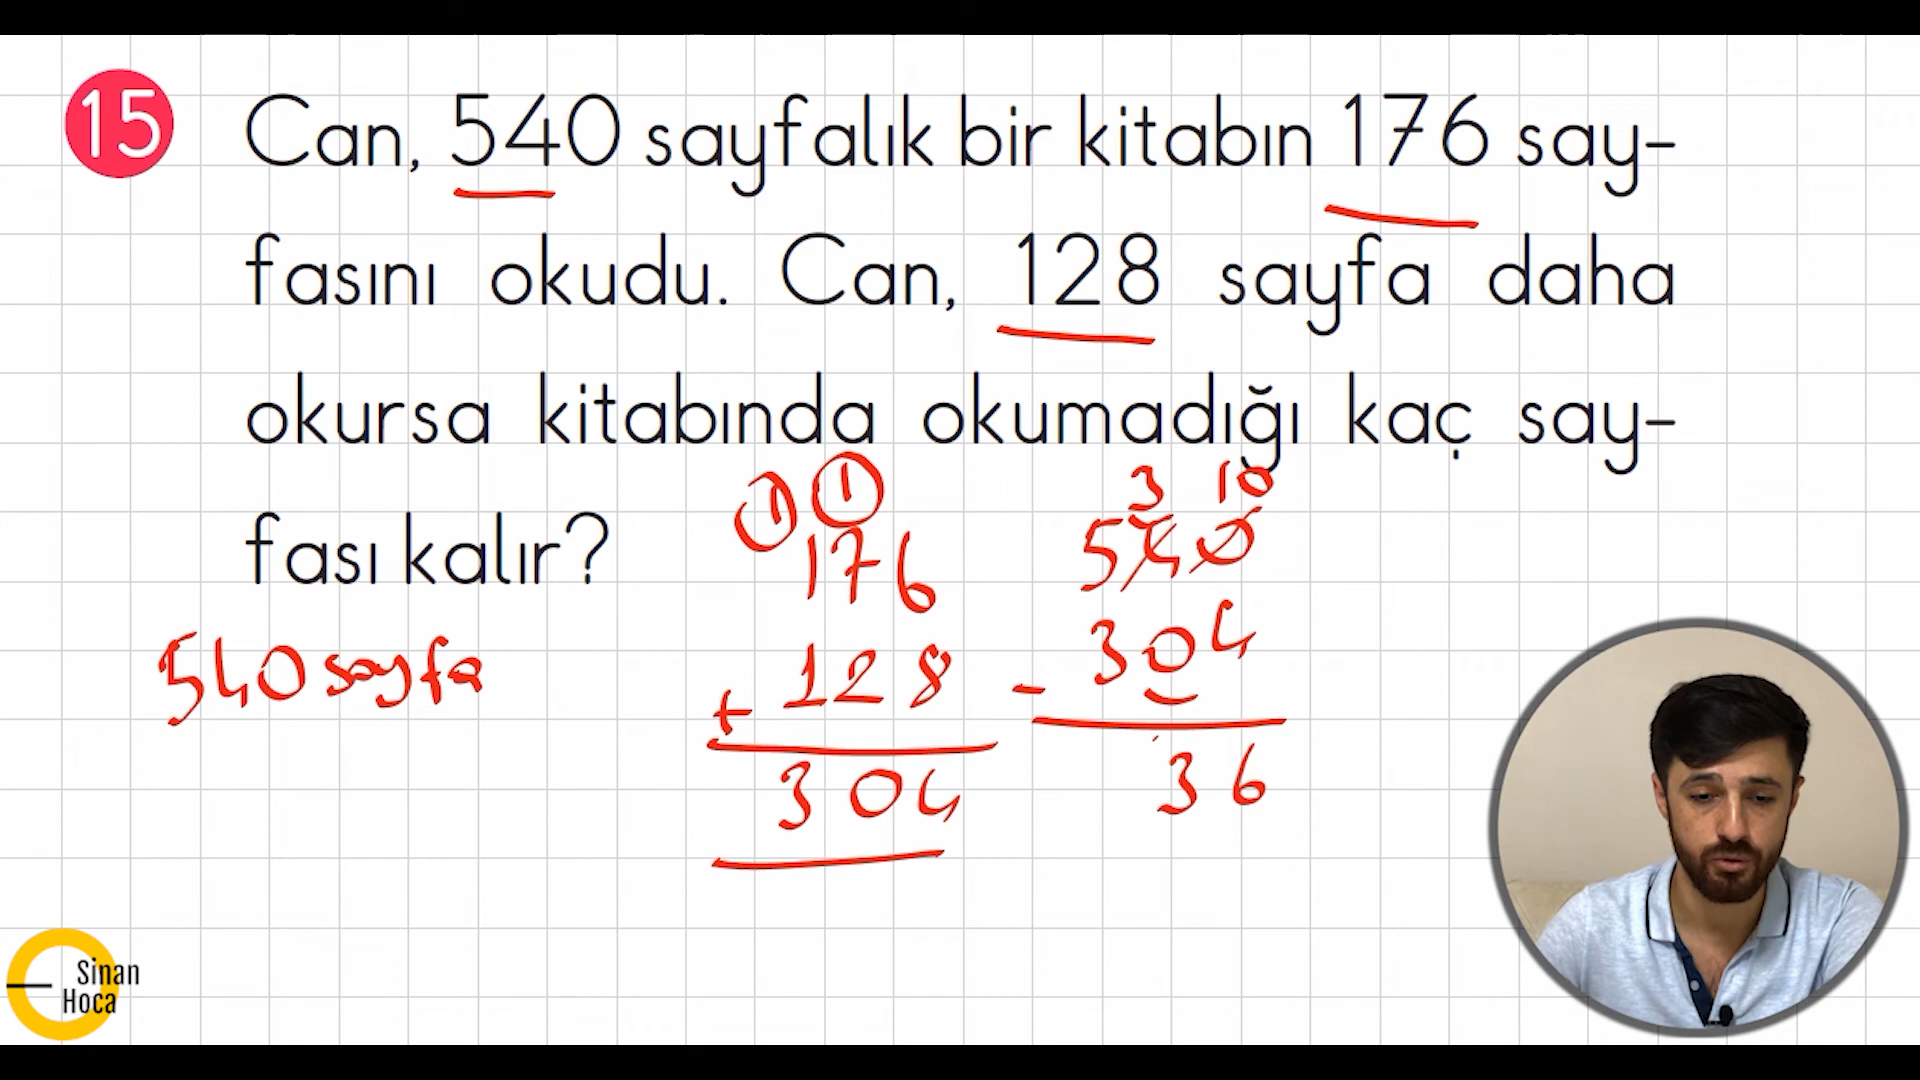 15
Can, 540 sayfalık bir kitabın 176 say-
fasını okudu. Can, 128 sayfa daha
okursa kitabında okumadığı kaç say-
fası kalır?
540 sayfa
1 1
176
+ 128
304
3 10
540
- 304
36
Sinan
Hoca